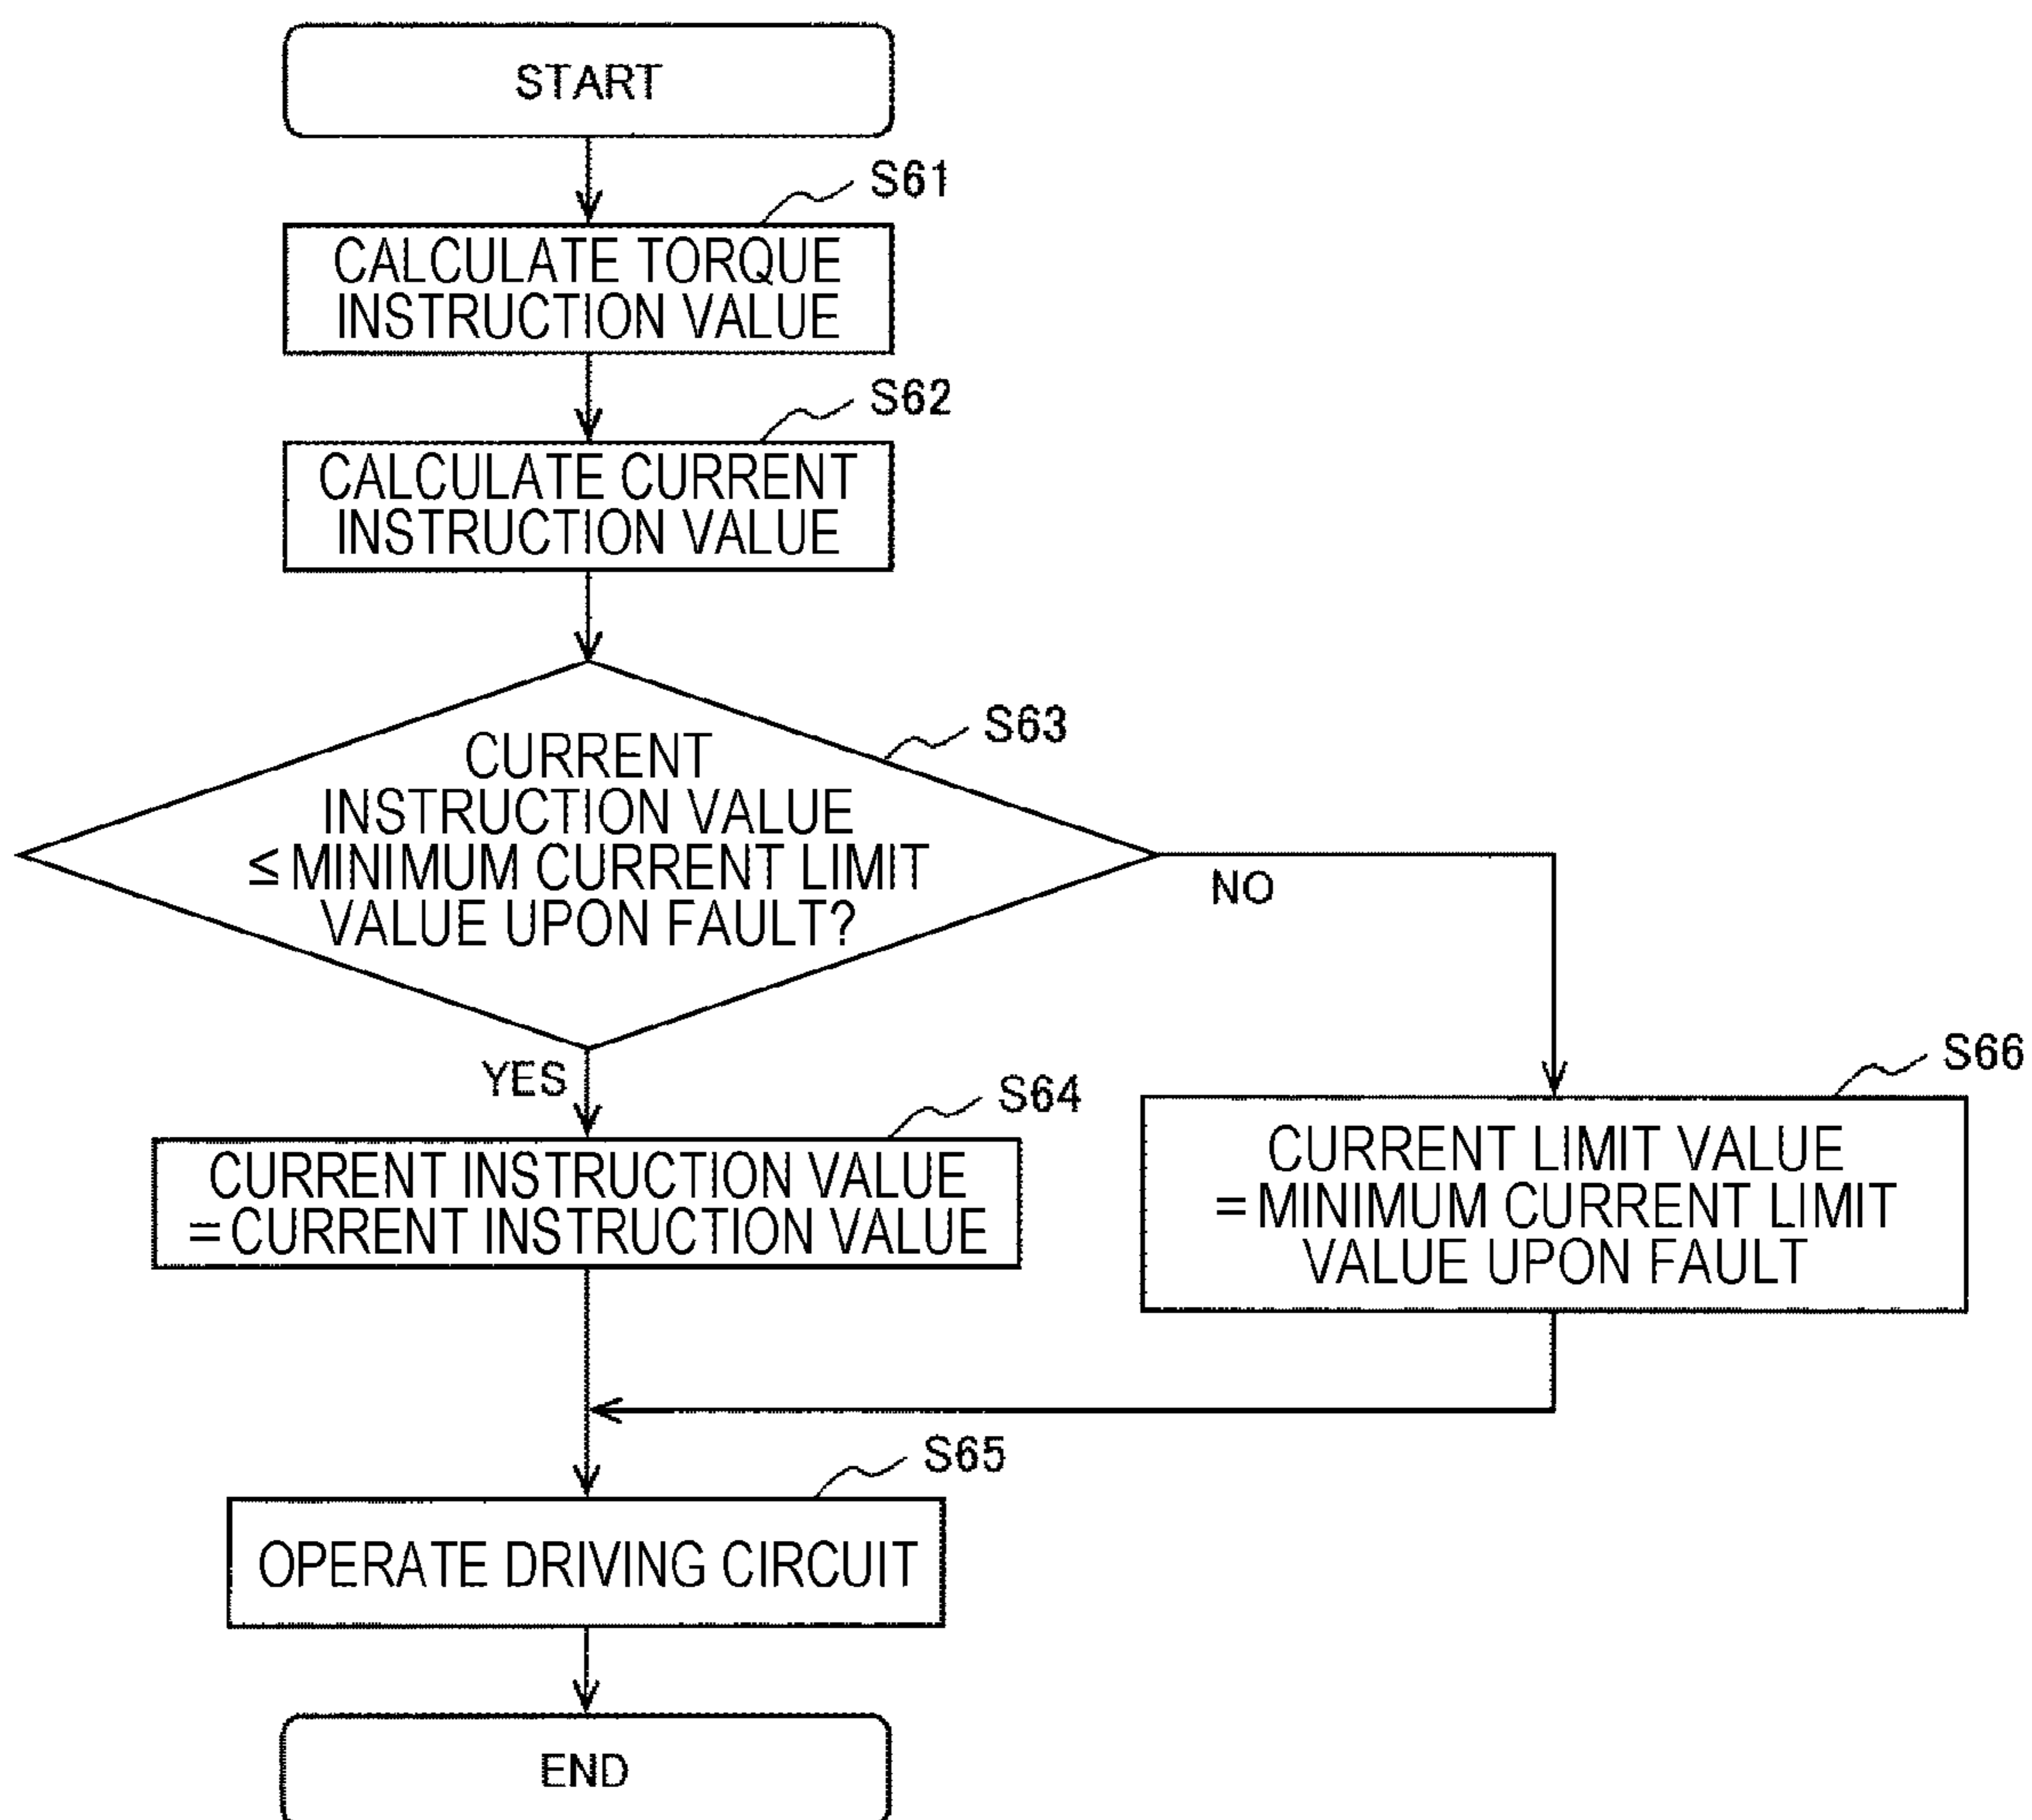 START
S61
CALCULATE TORQUE
INSTRUCTION VALUE
S62
CALCULATE CURRENT
INSTRUCTION VALUE
S63
CURRENT
INSTRUCTION VALUE
≤ MINIMUM CURRENT LIMIT
VALUE UPON FAULT?
NO
YES
S64
CURRENT INSTRUCTION VALUE
= CURRENT INSTRUCTION VALUE
S66
CURRENT LIMIT VALUE
= MINIMUM CURRENT LIMIT
VALUE UPON FAULT
S65
OPERATE DRIVING CIRCUIT
END